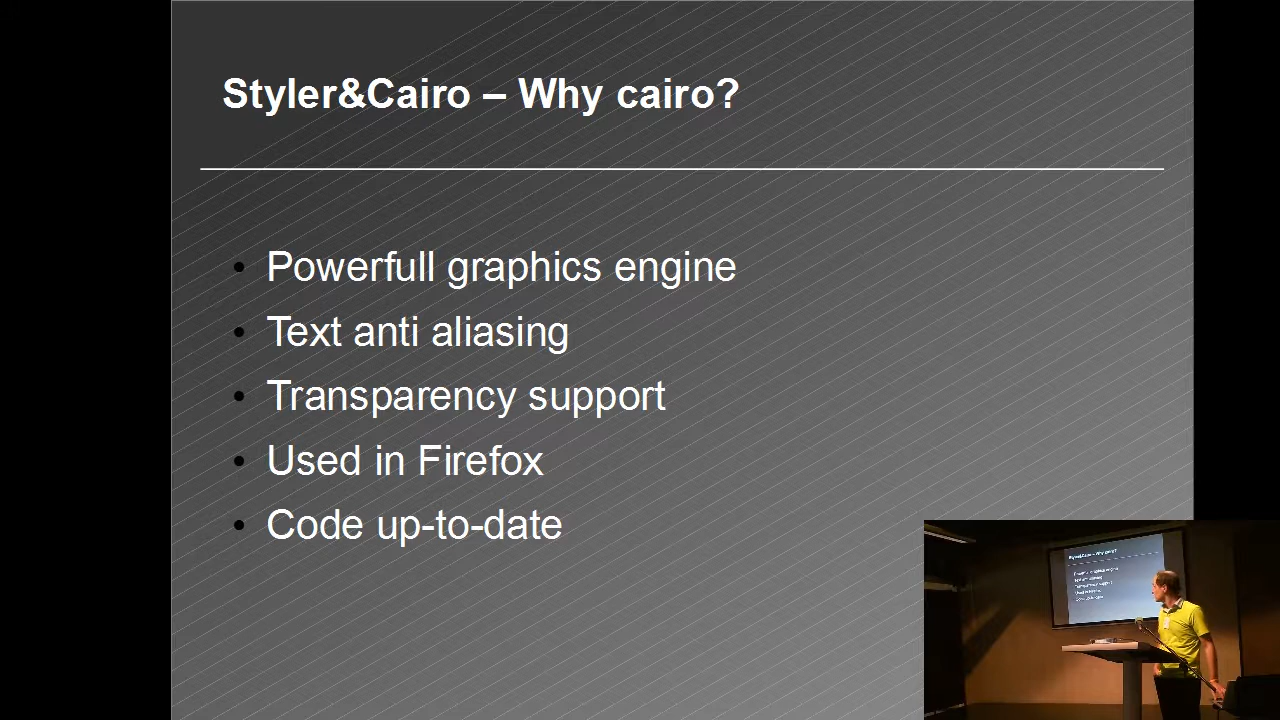 Styler&Cairo – Why cairo?
• Powerfull graphics engine
• Text anti aliasing
• Transparency support
• Used in Firefox
• Code up-to-date